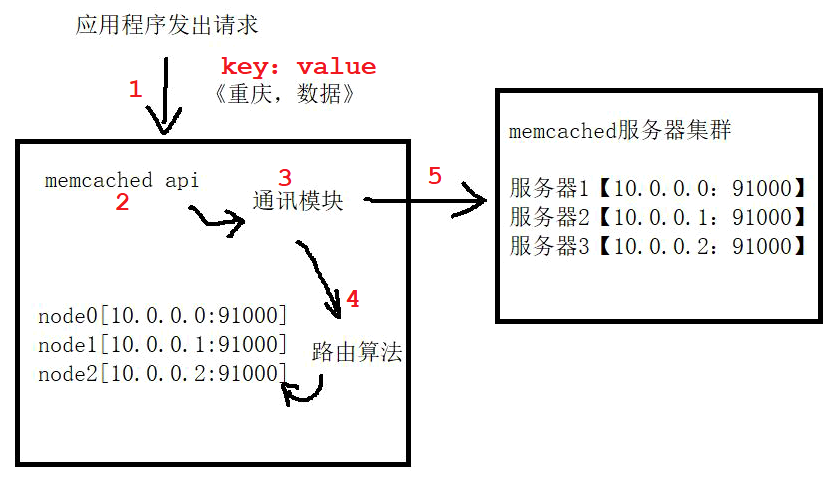 应用程序发出请求
1
key: value
《重庆, 数据》
memcached api
2
3
通讯模块
4
node0[10.0.0.0:91000]
node1[10.0.0.1:91000]
node2[10.0.0.2:91000]
路由算法
5
memcached服务器集群
服务器1【10.0.0.0：91000】
服务器2【10.0.0.1：91000】
服务器3【10.0.0.2：91000】